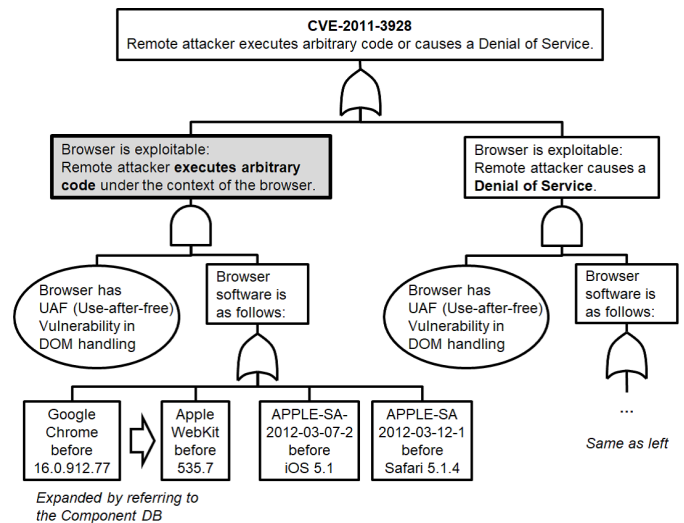 CVE-2011-3928
Remote attacker executes arbitrary code or causes a Denial of Service.
Browser is exploitable:
Remote attacker executes arbitrary
code under the context of the browser.
Browser is exploitable:
Remote attacker causes a
Denial of Service.
Browser has
UAF (Use-after-free)
Vulnerability in
DOM handling
Browser
software is
as follows:
Browser has
UAF (Use-after-free)
Vulnerability in
DOM handling
Browser
software is
as follows:
Google
Chrome
before
16.0.912.77
Apple
WebKit
before
535.7
APPLE-SA-
2012-03-07-2
before
iOS 5.1
APPLE-SA
2012-03-12-1
before
Safari 5.1.4
...
Same as left
Expanded by referring to
the Component DB